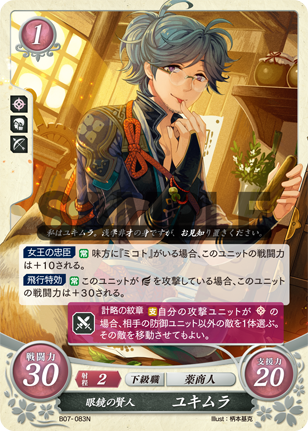 1
SAMPLE
私はユキムラ。浅学非才の身ですが、お見知り置きください。
女王の忠臣 常 味方に『ミコト』がいる場合、このユニットの戦闘力
は＋10される。
飛行特効 常 このユニットが を攻撃している場合、このユニット
の戦闘力は＋30される。
計略の紋章 支 自分の攻撃ユニットが
の場合、相手の防御ユニット以外の敵を1体選ぶ。
その敵を移動させてもよい。
戦闘力
30
射程 2 下級職 薬商人
支援力
20
眼鏡の賢人 ユキムラ
B07-083N
Illust：柄本基克